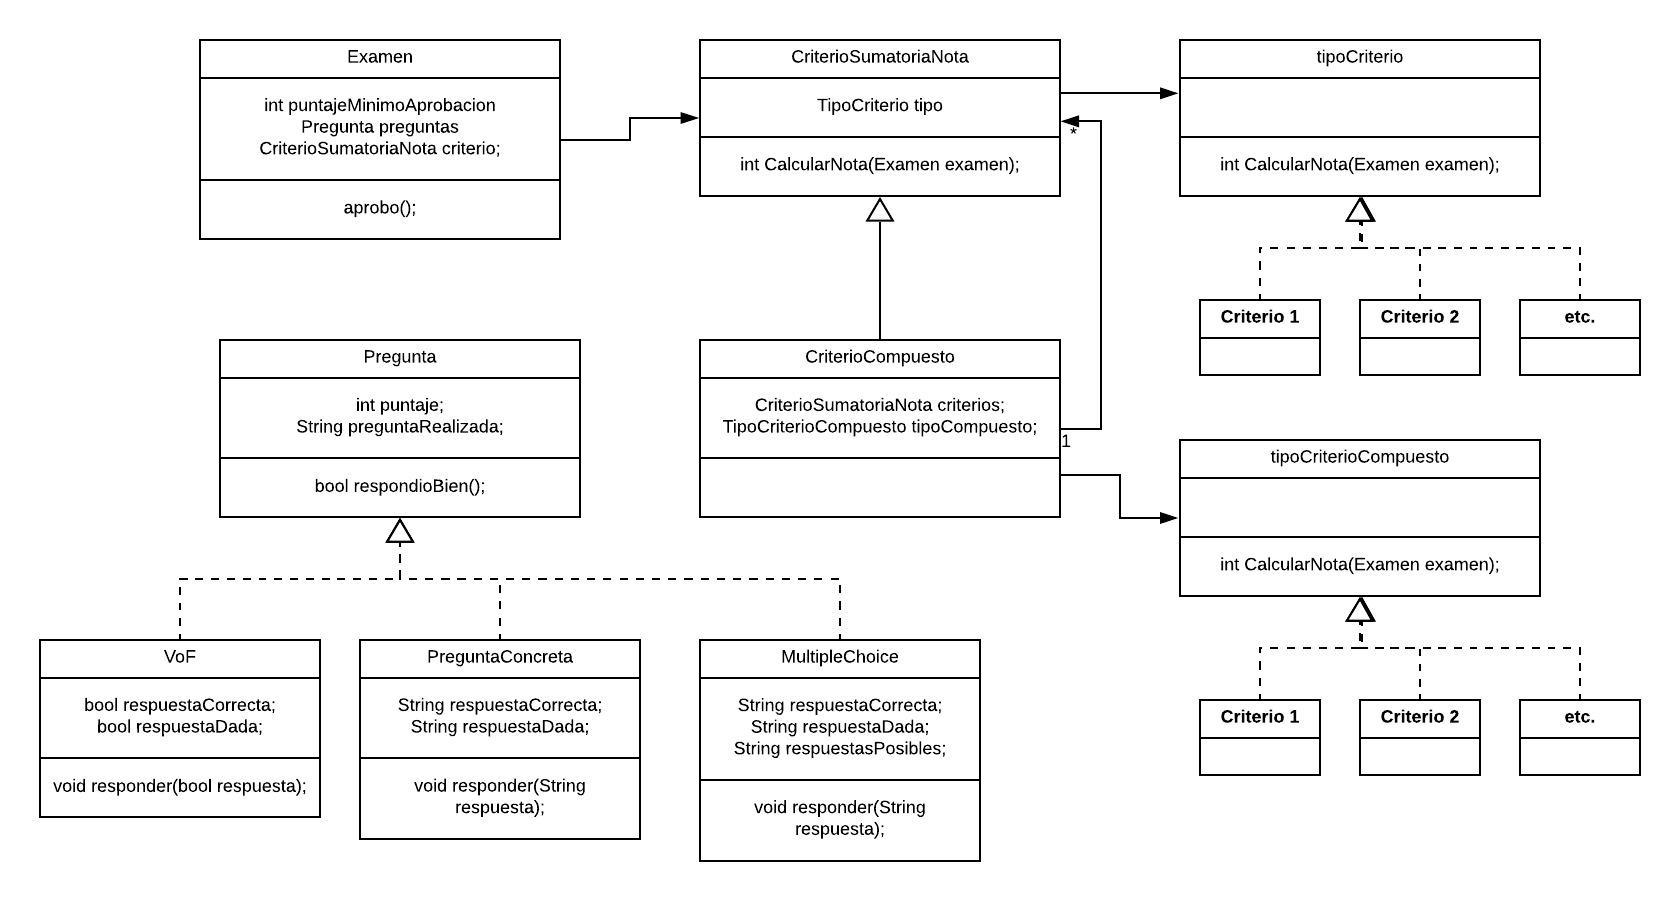 Examen
int puntajeMinimoAprobacion
Pregunta preguntas
CriterioSumatoriaNota criterio;
aprobo();
CriterioSumatoriaNota
TipoCriterio tipo
int CalcularNota(Examen examen);
*
tipoCriterio
int CalcularNota(Examen examen);
Criterio 1
Criterio 2
etc.
Pregunta
int puntaje;
String preguntaRealizada;
bool respondioBien();
CriterioCompuesto
CriterioSumatoriaNota criterios;
TipoCriterioCompuesto tipoCompuesto;
1
tipoCriterioCompuesto
int CalcularNota(Examen examen);
Criterio 1
Criterio 2
etc.
VoF
bool respuestaCorrecta;
bool respuestaDada;
void responder(bool respuesta);
PreguntaConcreta
String respuestaCorrecta;
String respuestaDada;
void responder(String
respuesta);
MultipleChoice
String respuestaCorrecta;
String respuestaDada;
String respuestasPosibles;
void responder(String
respuesta);